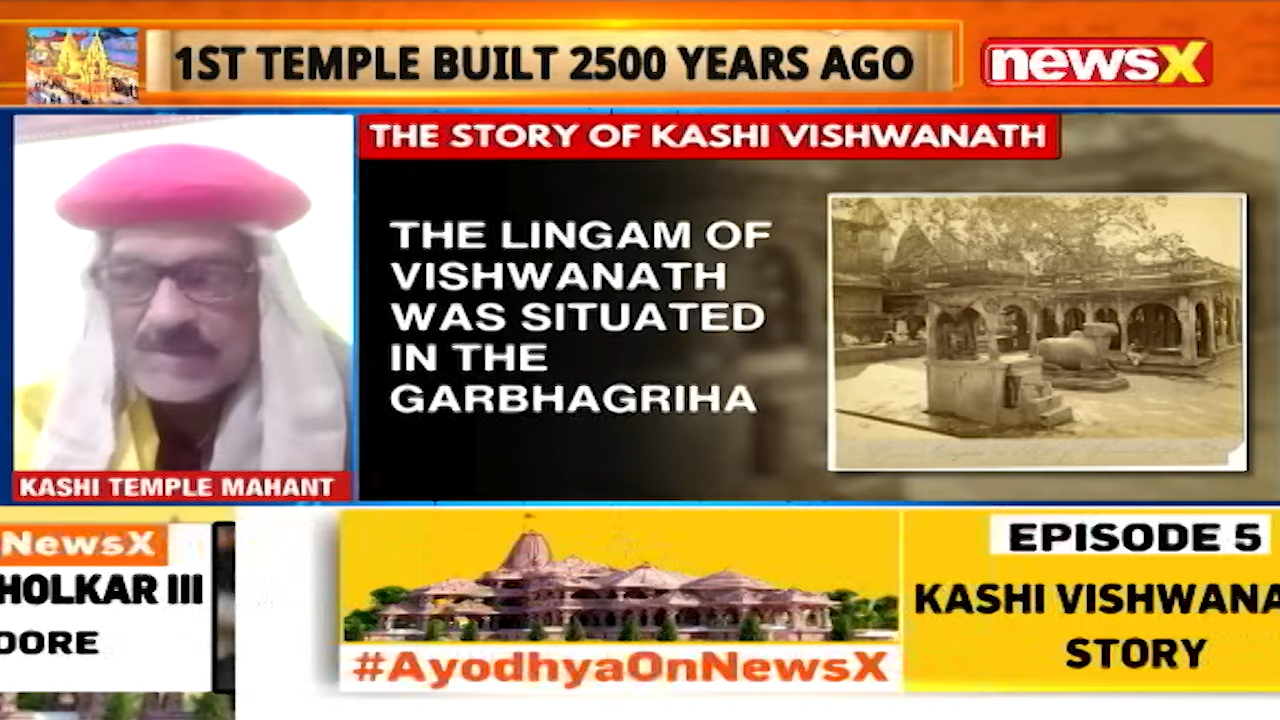 1ST TEMPLE BUILT 2500 YEARS AGO
newsX
THE STORY OF KASHI VISHWANATH
THE LINGAM OF
VISHWANATH
WAS SITUATED
IN THE
GARBHAGRIHA
KASHI TEMPLE MAHANT
NewsX
HOLKAR III
DORE
#AyodhyaOnNewsX
EPISODE 5
KASHI VISHWANA
STORY